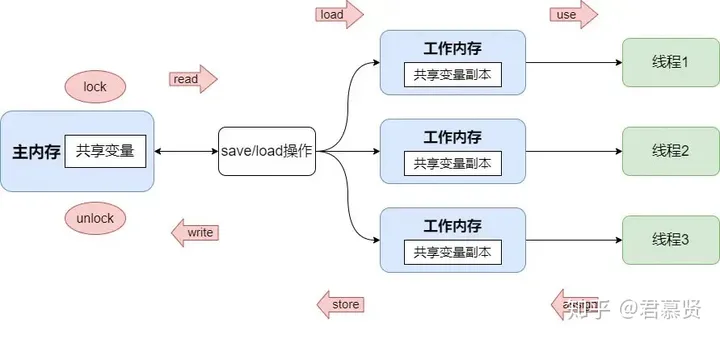 load
use
工作内存
共享变量副本
线程1
lock
read
主内存
共享变量
save/load操作
工作内存
共享变量副本
线程2
unlock
write
工作内存
共享变量副本
线程3
store
assign
知乎 @君慕贤